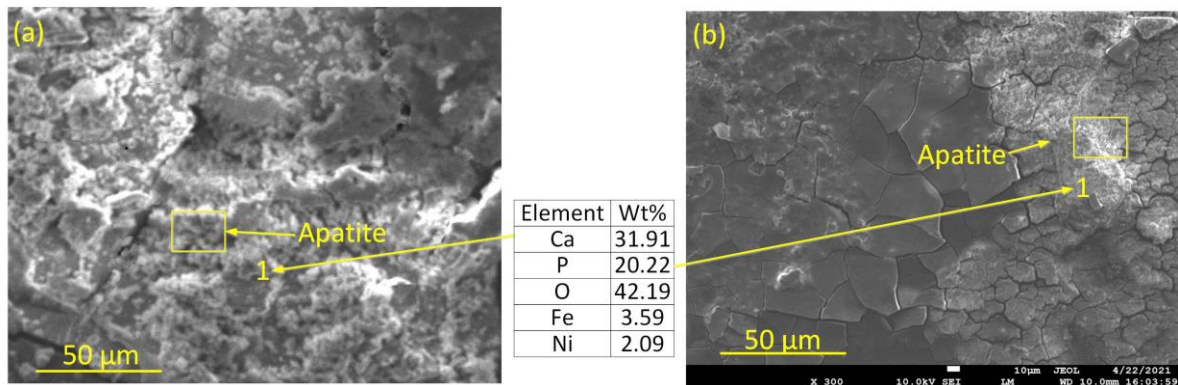 (a)
Apatite
1
50 µm
Element Wt%
Ca 31.91
P 20.22
O 42.19
Fe 3.59
Ni 2.09
(b)
Apatite
1
50 µm
10µm JEOL 4/22/2021
X 300 10.0kV SEI LM WD 10.0mm 16:03:59